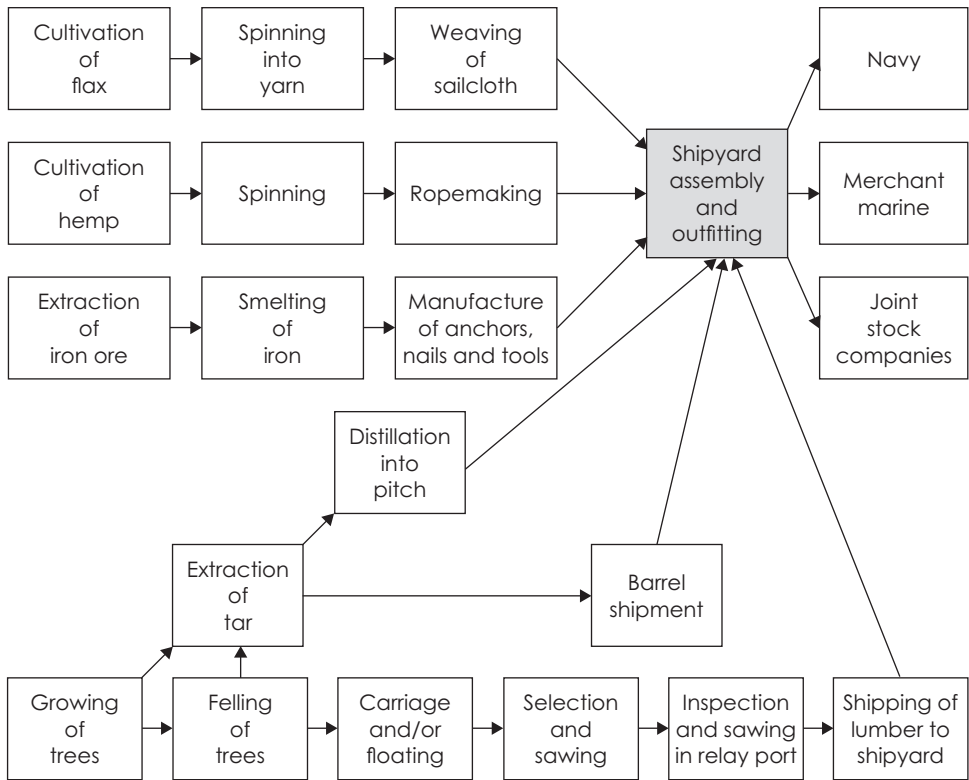 Cultivation
of
flax
Spinning
into
yarn
Weaving
of
sailcloth
Navy
Cultivation
of
hemp
Spinning
Ropemaking
Shipyard
assembly
and
outfitting
Merchant
marine
Extraction
of
iron ore
Smelting
of
iron
Manufacture
of anchors,
nails and tools
Joint
stock
companies
Distillation
into
pitch
Extraction
of
tar
Barrel
shipment
Growing
of
trees
Felling
of
trees
Carriage
and/or
floating
Selection
and
sawing
Inspection
and sawing
in relay port
Shipping of
lumber to
shipyard